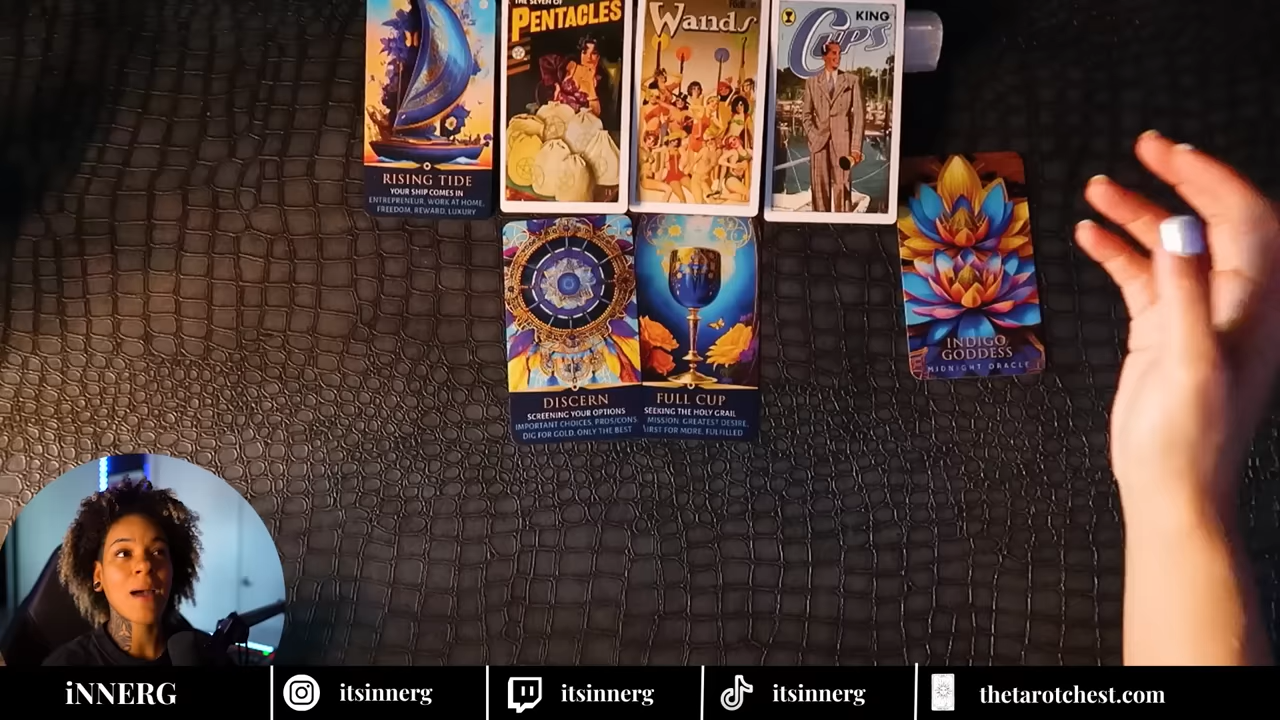 THE SEVEN OF
PENTACLES
Wands
KING
Cups
RISING TIDE
YOUR SHIP COMES IN
ENTREPRENEUR, WORK AT HOME,
FREEDOM, REWARD, LUXURY
DISCERN
SCREENING YOUR OPTIONS
IMPORTANT CHOICES, PROS/CONS,
DIG FOR GOLD, ONLY THE BEST
FULL CUP
SEEKING THE HOLY GRAIL
MISSION, GREATEST DESIRE,
FOR MORE, FULFILLED
INDIGO
GODDESS
MIDNIGHT ORACLE
iNNERG
itsinnerg
itsinnerg
itsinnerg
thetarotchest.com